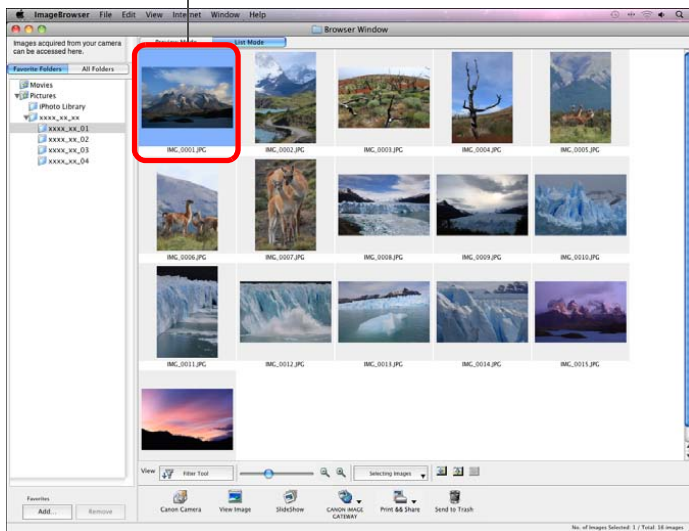 ImageBrowser File Edit View Internet Window Help
Browser Window
Images acquired from your camera
can be accessed here.
Preview Mode List Mode
Favorite Folders All Folders
Movies
Pictures
iPhoto Library
xxxx_xx_xx
xxxx_xx_01
xxxx_xx_02
xxxx_xx_03
xxxx_xx_04
IMG_0001.JPG IMG_0002.JPG IMG_0003.JPG IMG_0004.JPG IMG_0005.JPG
IMG_0006.JPG IMG_0007.JPG IMG_0008.JPG IMG_0009.JPG IMG_0010.JPG
IMG_0011.JPG IMG_0012.JPG IMG_0013.JPG IMG_0014.JPG IMG_0015.JPG
View Filter Tool Selecting Images
Favorites
Add... Remove
Canon Camera View Image SlideShow CANON iMAGE GATEWAY Print && Share Send to Trash
No. of Images Selected: 1 / Total: 16 images